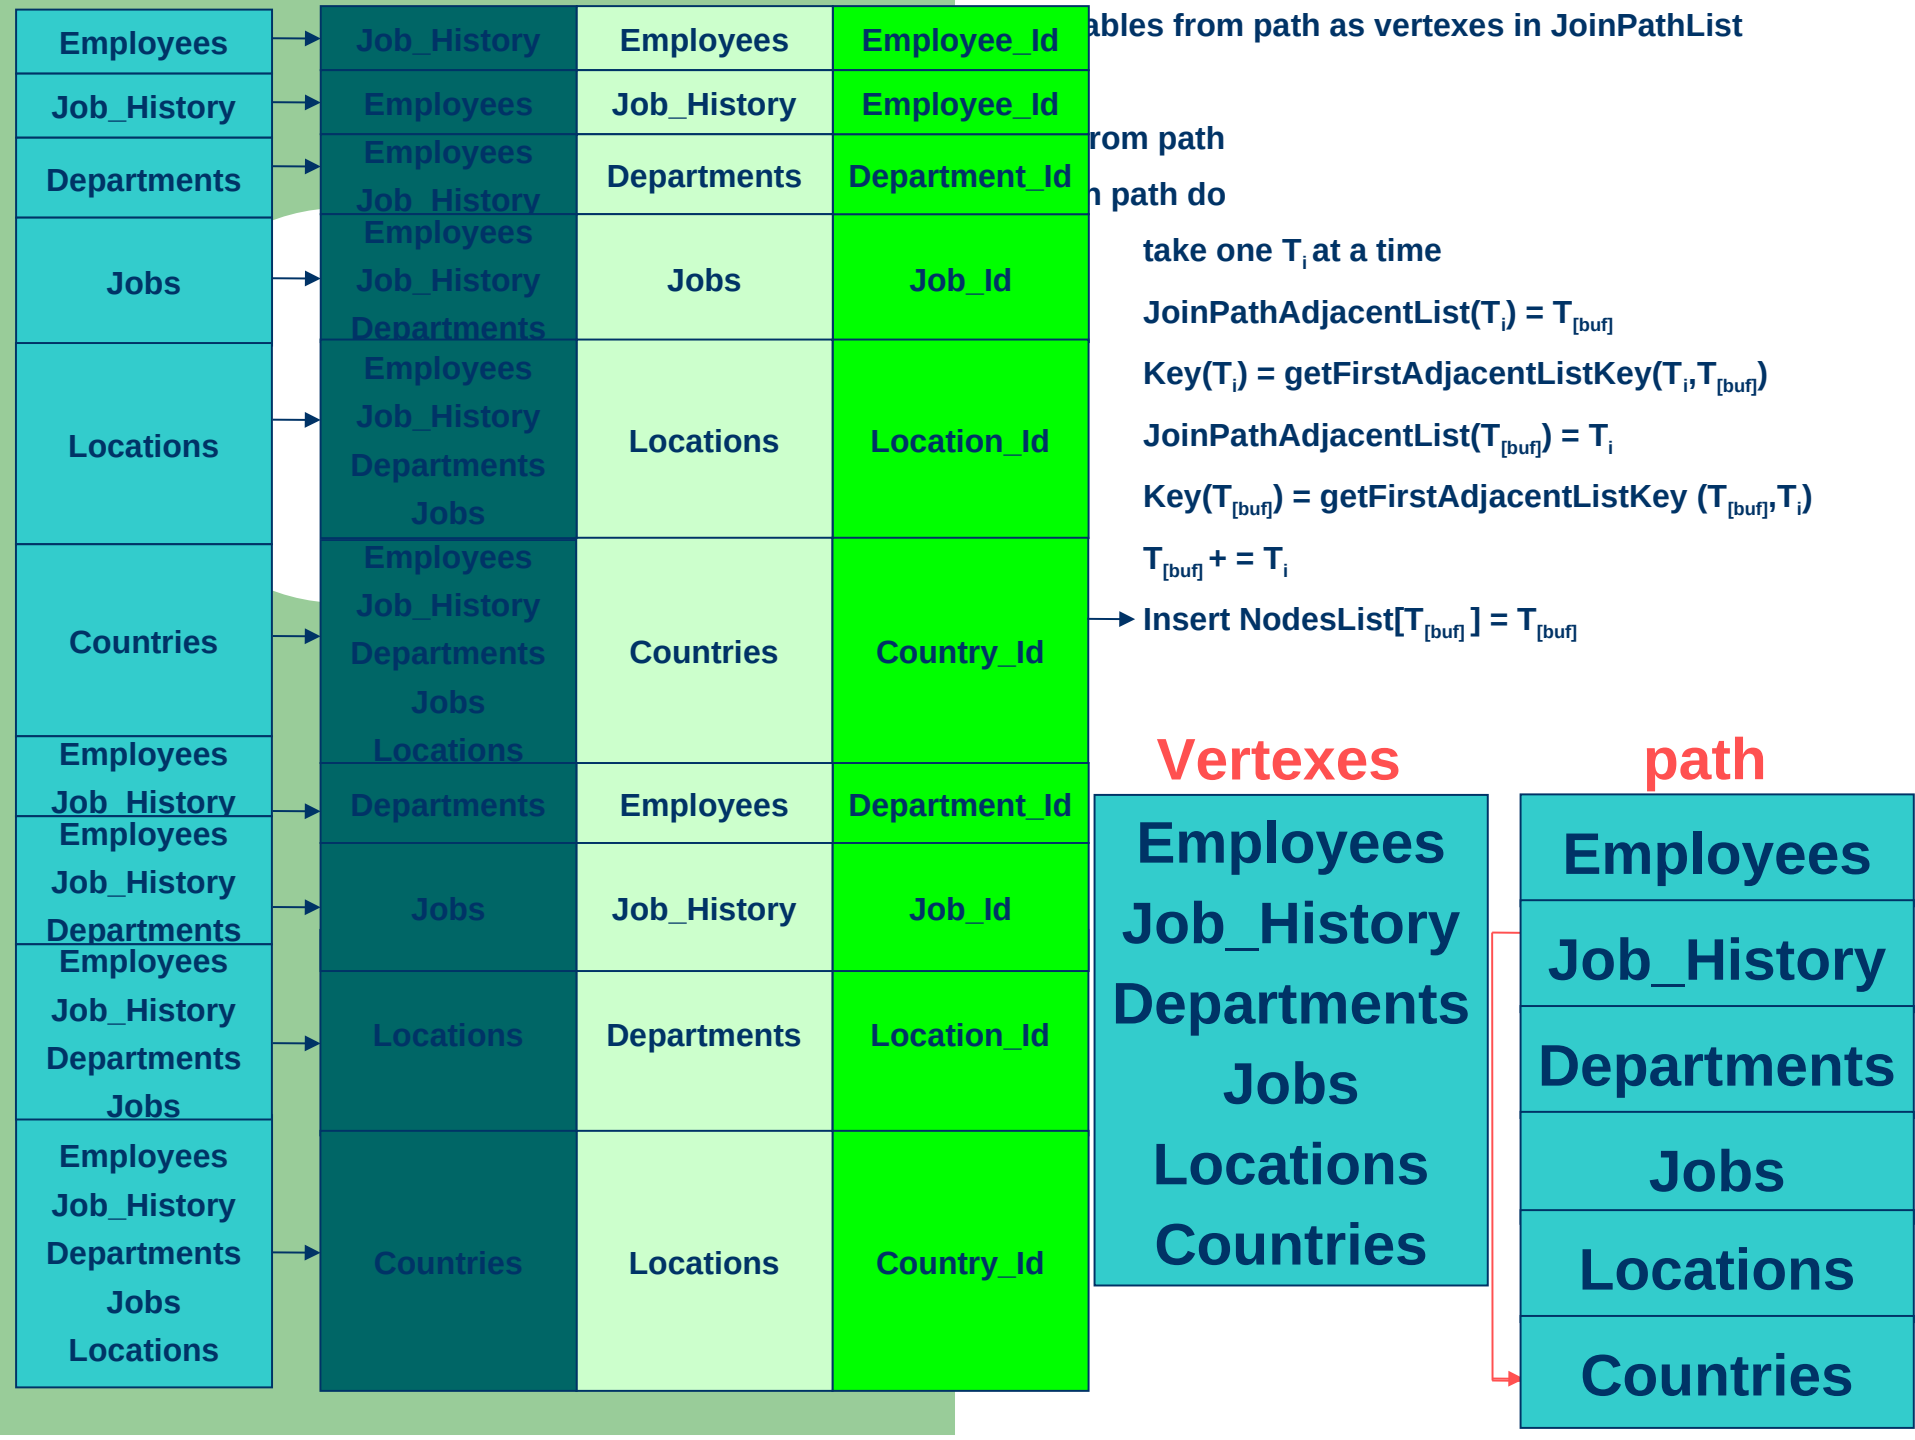 Employees
Job_History
Employees
Employee_Id
Job_History
Employees
Job_History
Employee_Id
Departments
Employees
Job_History
Departments
Department_Id
Jobs
Employees
Job_History
Departments
Jobs
Job_Id
Locations
Employees
Job_History
Departments
Jobs
Locations
Location_Id
Countries
Employees
Job_History
Departments
Jobs
Locations
Countries
Country_Id
Employees
Job_History
Departments
Employees
Department_Id
Employees
Job_History
Departments
Jobs
Job_History
Job_Id
Employees
Job_History
Departments
Jobs
Locations
Departments
Location_Id
Employees
Job_History
Departments
Jobs
Locations
Countries
Locations
Country_Id
from path as vertexes in JoinPathList
path
path do
take one Ti at a time
JoinPathAdjacentList(Ti) = T[buf]
Key(Ti) = getFirstAdjacentListKey(Ti,T[buf])
JoinPathAdjacentList(T[buf]) = Ti
Key(T[buf]) = getFirstAdjacentListKey (T[buf],Ti)
T[buf] + = Ti
Insert NodesList[T[buf] ] = T[buf]
Vertexes
Employees
Job_History
Departments
Jobs
Locations
Countries
path
Employees
Job_History
Departments
Jobs
Locations
Countries